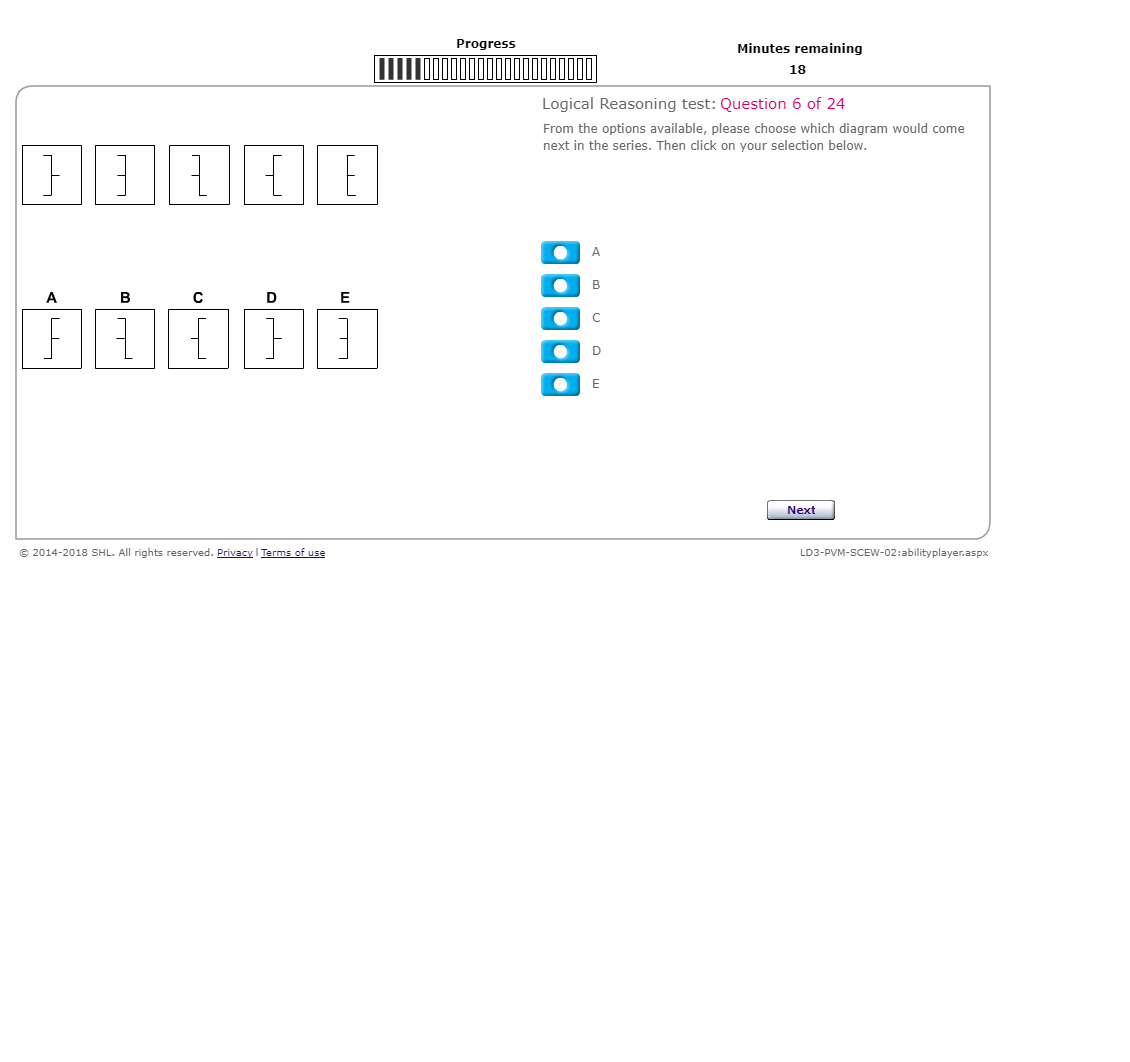 Progress
Minutes remaining
18
Logical Reasoning test: Question 6 of 24
From the options available, please choose which diagram would come
next in the series. Then click on your selection below.
A
B
C
D
E
A B C D E
Next
© 2014-2018 SHL. All rights reserved. Privacy | Terms of use
LD3-PVM-SCEW-02:abilityplayer.aspx